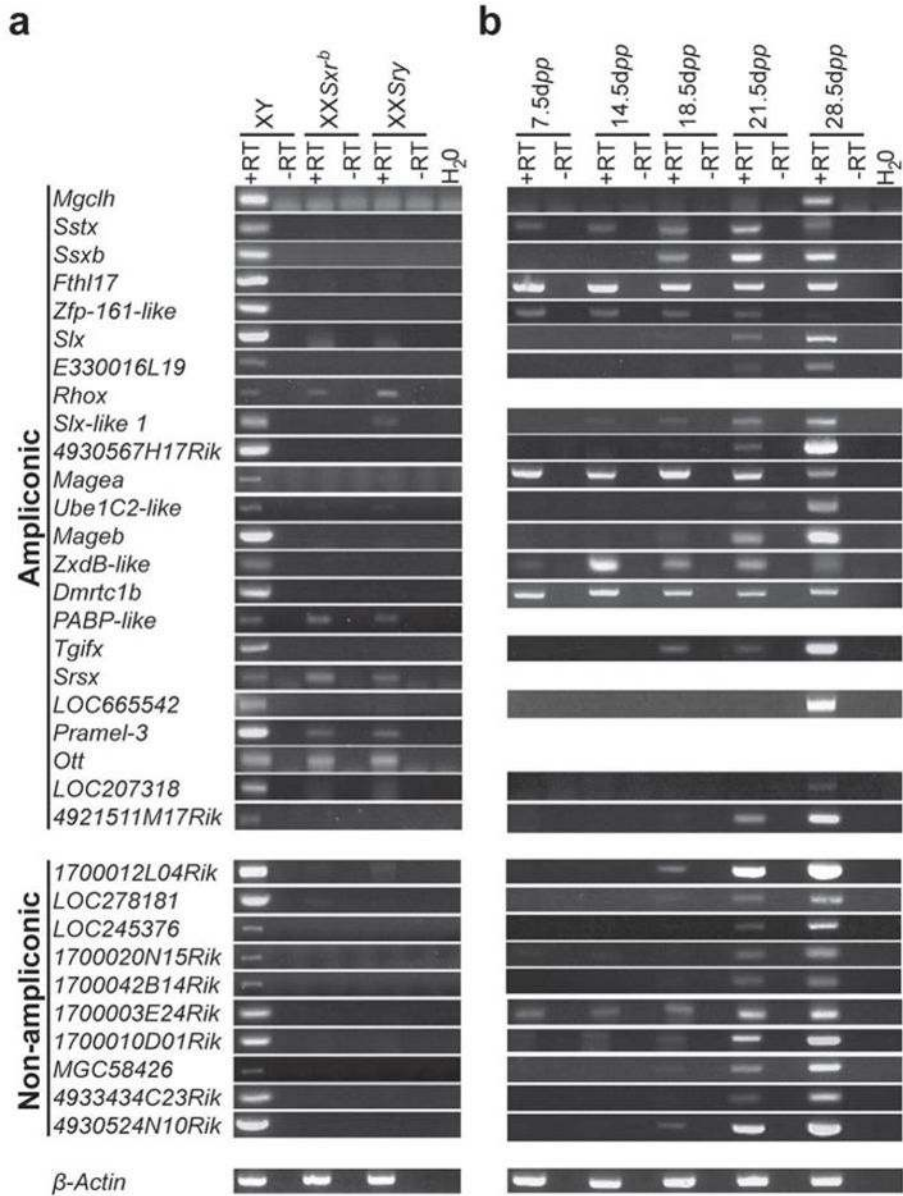 a
b
XY
XXSxrᵇ
XXSry
7.5dpp
14.5dpp
18.5dpp
21.5dpp
28.5dpp
+RT -RT +RT -RT +RT -RT H₂0
+RT -RT +RT -RT +RT -RT +RT -RT +RT -RT H₂0
Ampliconic
Mgclh
Sstx
Ssxb
Fthl17
Zfp-161-like
Slx
E330016L19
Rhox
Slx-like 1
4930567H17Rik
Magea
Ube1C2-like
Mageb
ZxdB-like
Dmrtc1b
PABP-like
Tgifx
Srsx
LOC665542
Pramel-3
Ott
LOC207318
4921511M17Rik
Non-ampliconic
1700012L04Rik
LOC278181
LOC245376
1700020N15Rik
1700042B14Rik
1700003E24Rik
1700010D01Rik
MGC58426
4933434C23Rik
4930524N10Rik
β-Actin